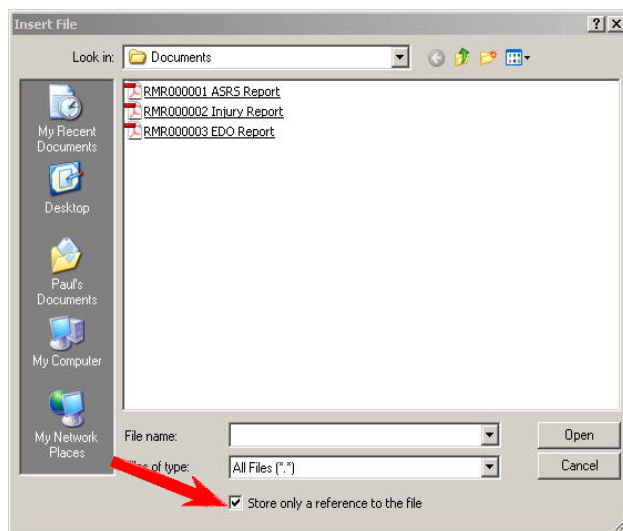 Insert File
Look in: Documents
RMR000001 ASRS Report
RMR000002 Injury Report
RMR000003 EDO Report
My Recent
Documents
Desktop
Paul's
Documents
My Computer
My Network
Places
File name:
Open
of type: All Files (*.*)
Cancel
Store only a reference to the file